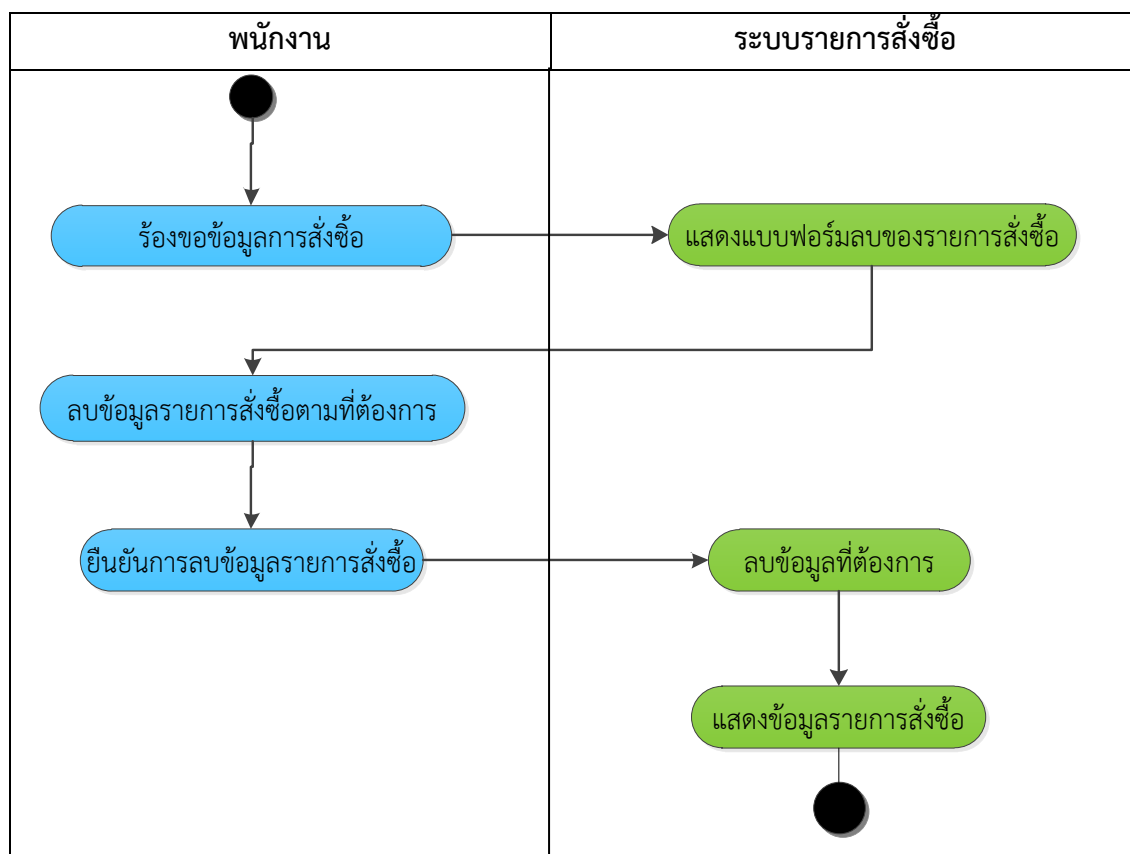 พนักงาน
ระบบรายการสั่งซื้อ
ร้องขอข้อมูลการสั่งซิ้อ
แสดงแบบฟอร์มลบของรายการสั่งซื้อ
ลบข้อมูลรายการสั่งซื้อตามที่ต้องการ
ยืนยันการลบข้อมูลรายการสั่งซื้อ
ลบข้อมูลที่ต้องการ
แสดงข้อมูลรายการสั่งซื้อ